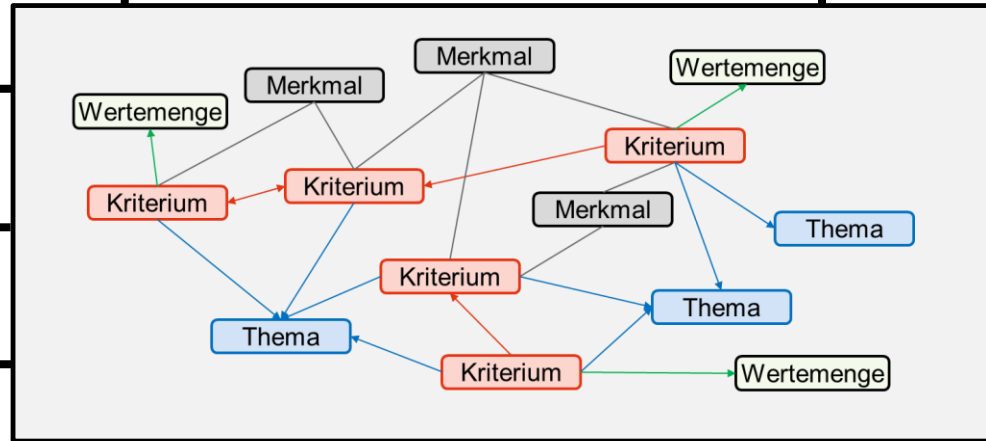 Merkmal
Wertemenge
Merkmal
Wertemenge
Kriterium
Kriterium
Kriterium
Merkmal
Thema
Kriterium
Thema
Thema
Kriterium
Wertemenge